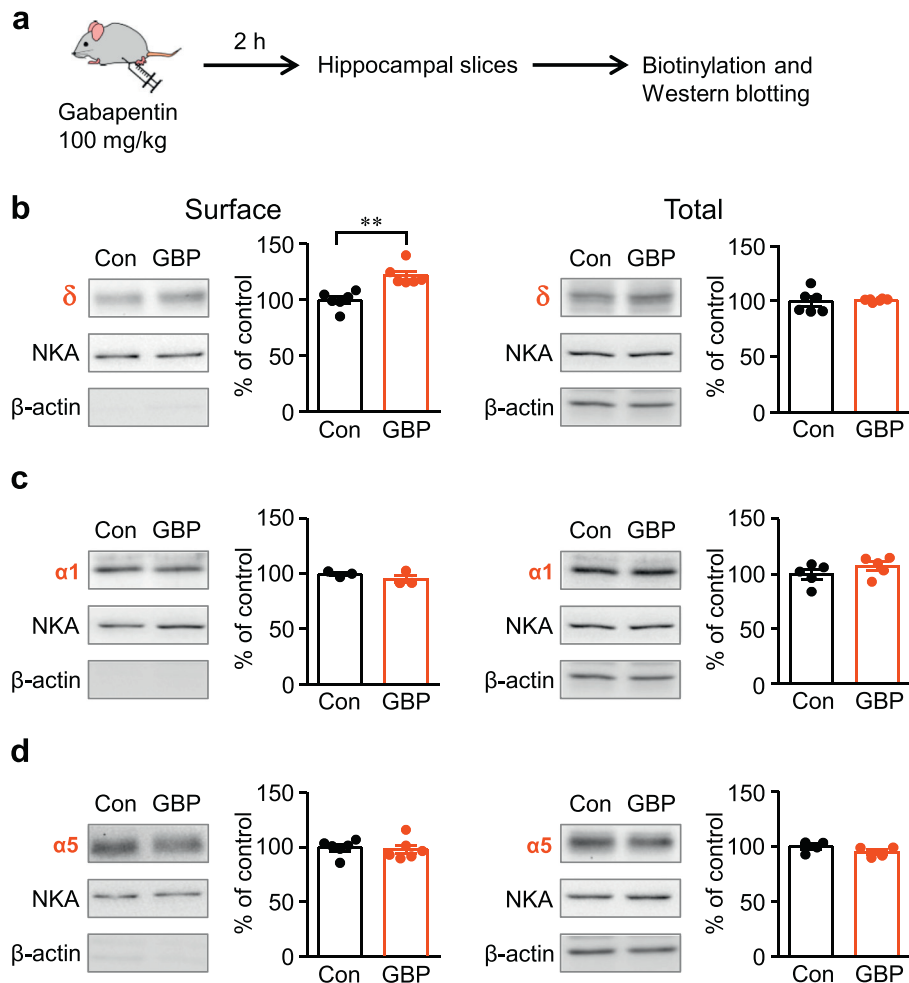 a
2 h
Hippocampal slices
Biotinylation and
Western blotting
Gabapentin
100 mg/kg
b
Surface
Total
Con GBP
δ
NKA
β-actin
% of control
150
100
50
0
**
Con GBP
Con GBP
δ
NKA
β-actin
% of control
150
100
50
0
Con GBP
c
Con GBP
α1
NKA
β-actin
% of control
150
100
50
0
Con GBP
Con GBP
α1
NKA
β-actin
% of control
150
100
50
0
Con GBP
d
Con GBP
α5
NKA
β-actin
% of control
150
100
50
0
Con GBP
Con GBP
α5
NKA
β-actin
% of control
150
100
50
0
Con GBP